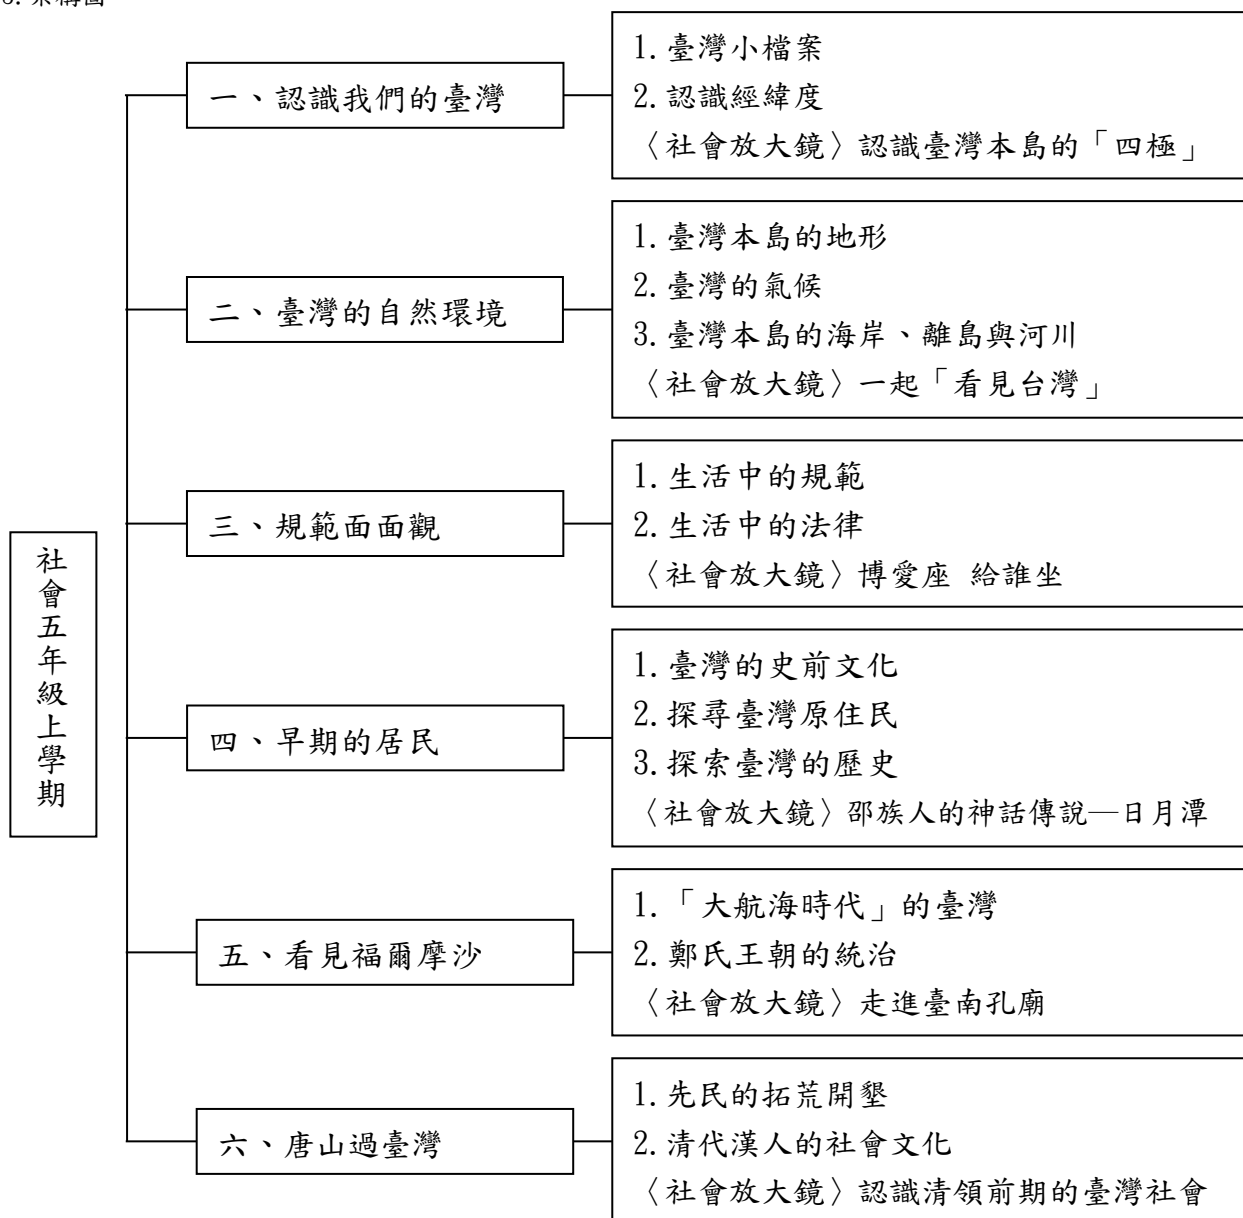 架構圖
社會五年級上學期
一、認識我們的臺灣
1.臺灣小檔案
2.認識經緯度
〈社會放大鏡〉認識臺灣本島的「四極」
二、臺灣的自然環境
1.臺灣本島的地形
2.臺灣的氣候
3.臺灣本島的海岸、離島與河川
〈社會放大鏡〉一起「看見台灣」
三、規範面面觀
1.生活中的規範
2.生活中的法律
〈社會放大鏡〉博愛座 給誰坐
四、早期的居民
1.臺灣的史前文化
2.探尋臺灣原住民
3.探索臺灣的歷史
〈社會放大鏡〉邵族人的神話傳說—日月潭
五、看見福爾摩沙
1.「大航海時代」的臺灣
2.鄭氏王朝的統治
〈社會放大鏡〉走進臺南孔廟
六、唐山過臺灣
1.先民的拓荒開墾
2.清代漢人的社會文化
〈社會放大鏡〉認識清領前期的臺灣社會